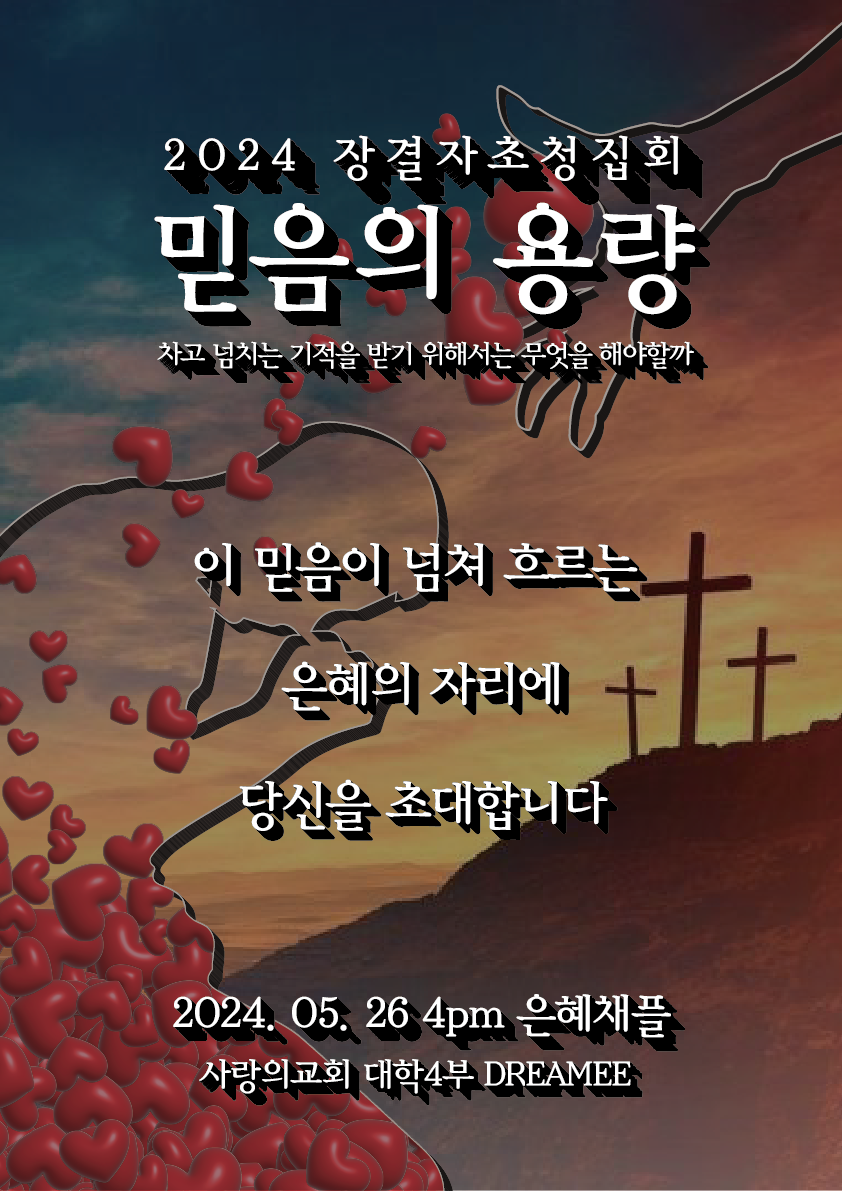 2024 장결자초청집회
믿음의 용량
차고 넘치는 기적을 받기 위해서는 무엇을 해야할까
이 믿음이 넘쳐 흐르는
은혜의 자리에
당신을 초대합니다
2024. 05. 26 4pm 은혜채플
사랑의교회 대학4부 DREAMEE